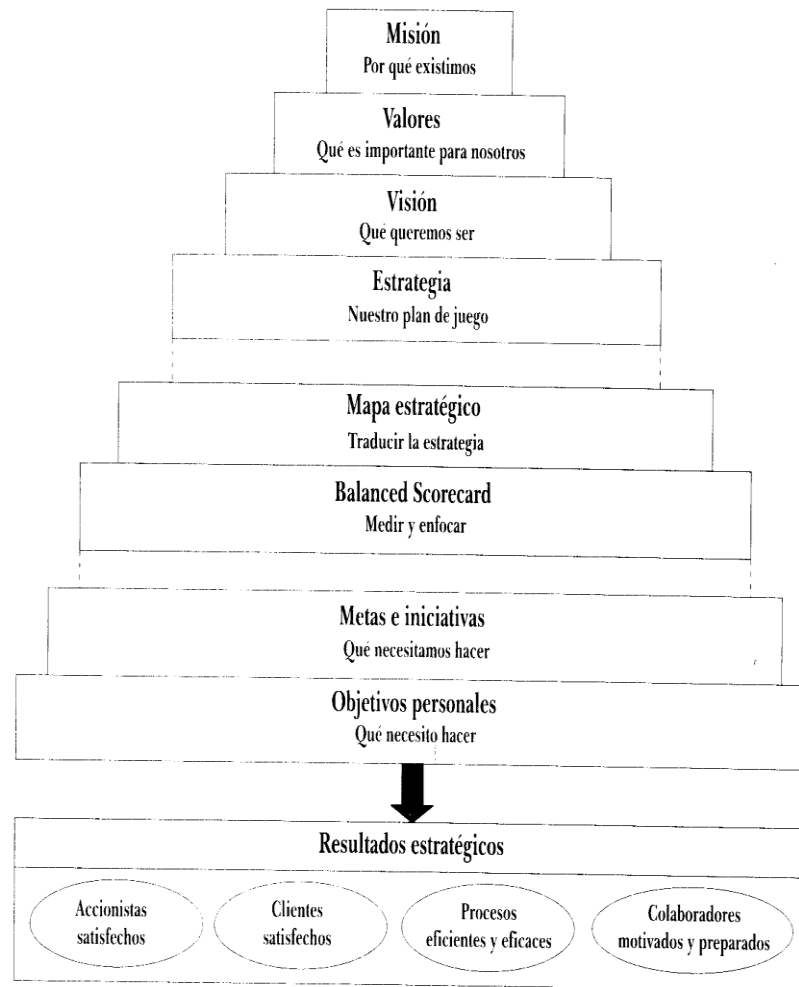 Misión
Por qué existimos
Valores
Qué es importante para nosotros
Visión
Qué queremos ser
Estrategia
Nuestro plan de juego
Mapa estratégico
Traducir la estrategia
Balanced Scorecard
Medir y enfocar
Metas e iniciativas
Qué necesitamos hacer
Objetivos personales
Qué necesito hacer
Resultados estratégicos
Accionistas
satisfechos
Clientes
satisfechos
Procesos
eficientes y eficaces
Colaboradores
motivados y preparados